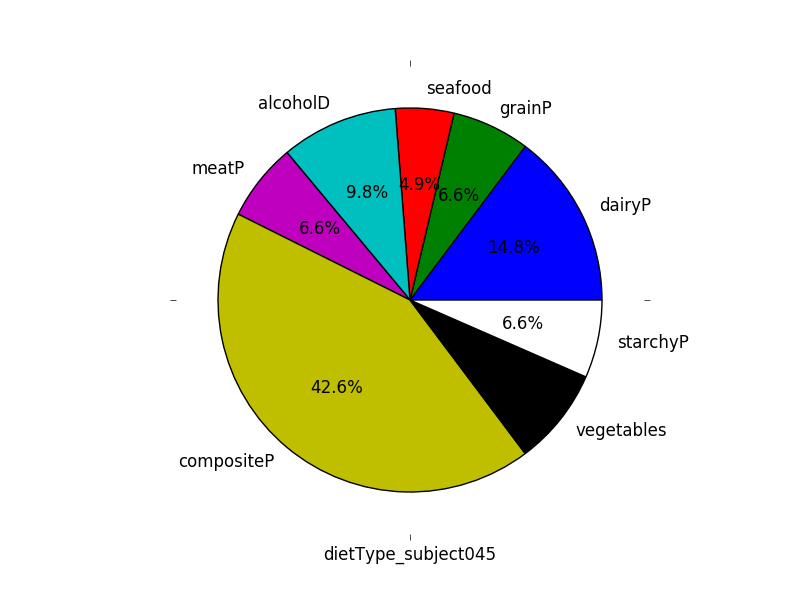 seafood
alcoholD
grainP
meatP
4.9%
9.8%
6.6%
dairyP
6.6%
14.8%
6.6%
starchyP
42.6%
vegetables
compositeP
dietType_subject045